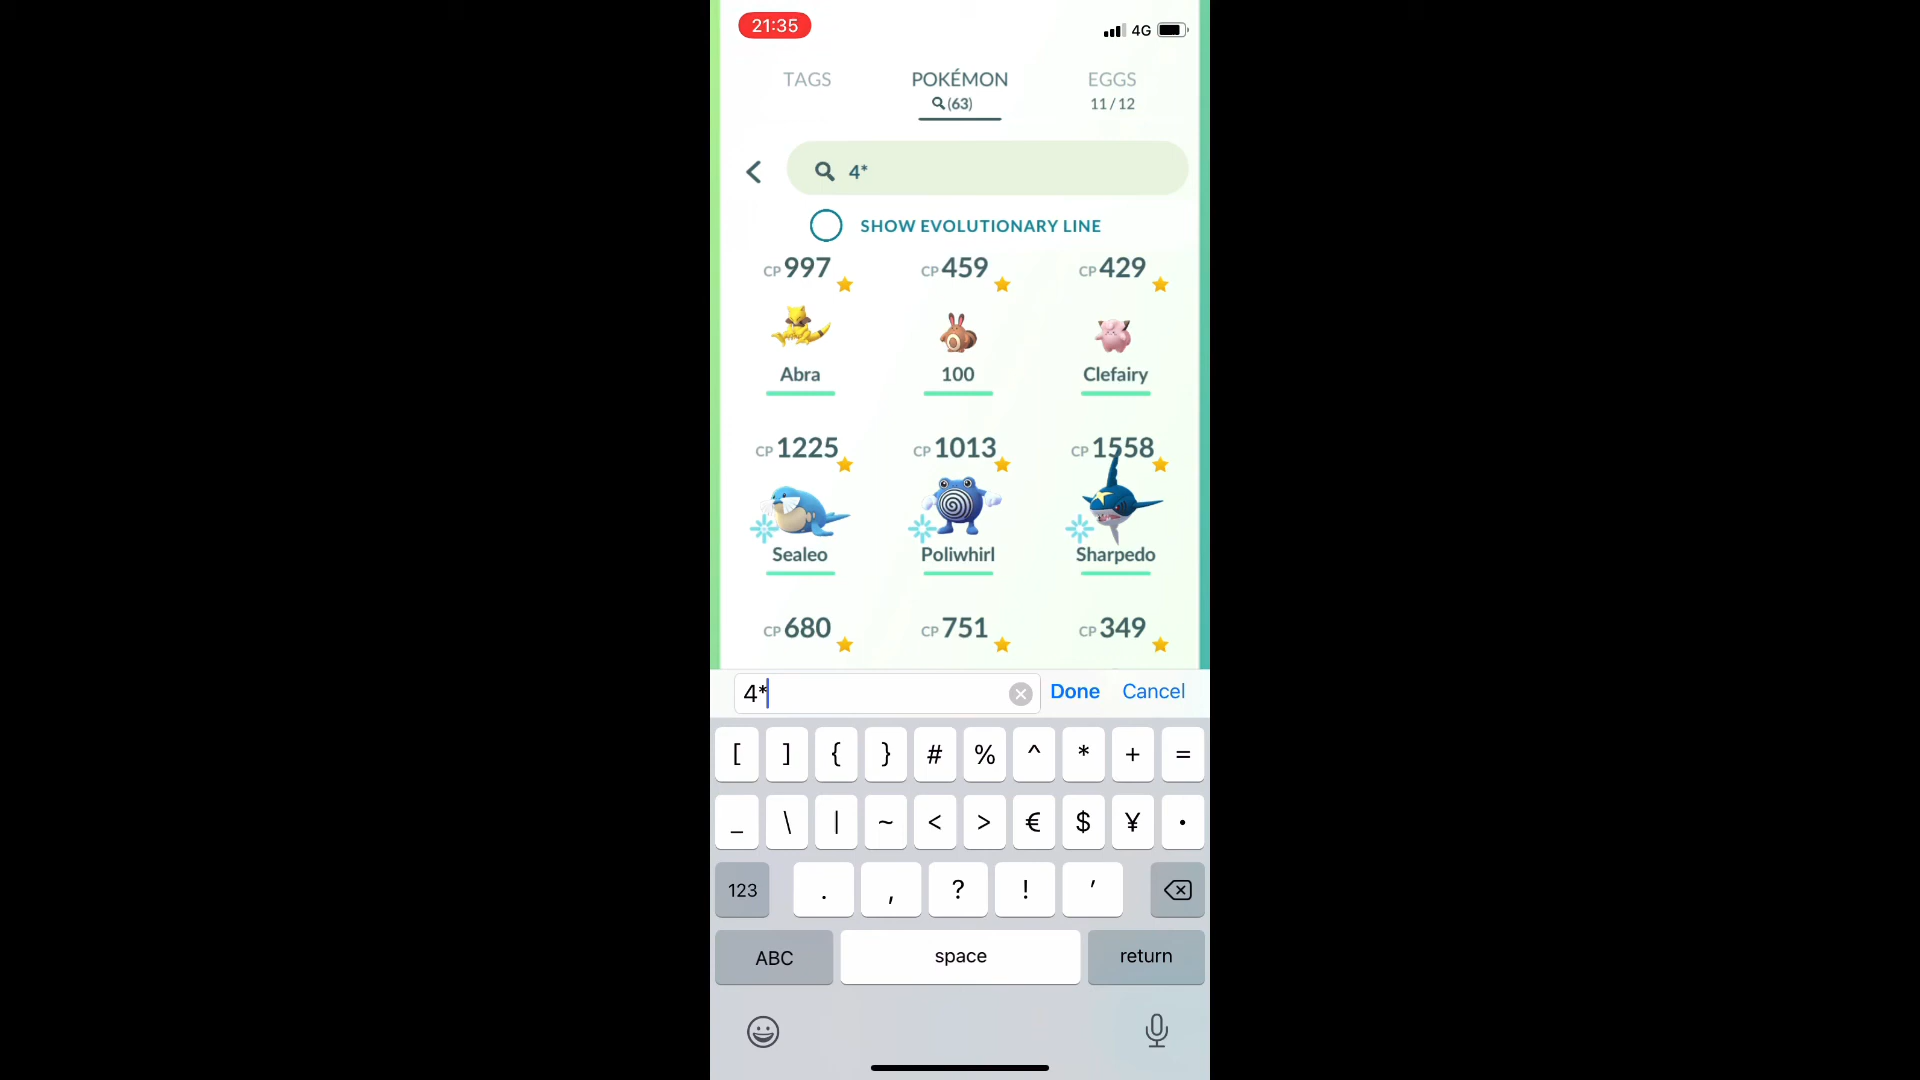 21:35 4G
TAGS POKÉMON EGGS
(63) 11 / 12
4*
SHOW EVOLUTIONARY LINE
CP 997 CP 459 CP 429
Abra 100 Clefairy
CP 1225 CP 1013 CP 1558
Sealeo Poliwhirl Sharpedo
CP 680 CP 751 CP 349
4* Done Cancel
[ ] { } # % ^ * + =
_ \ | ~ < > € $ ¥ •
123 . , ? ! ′
ABC space return